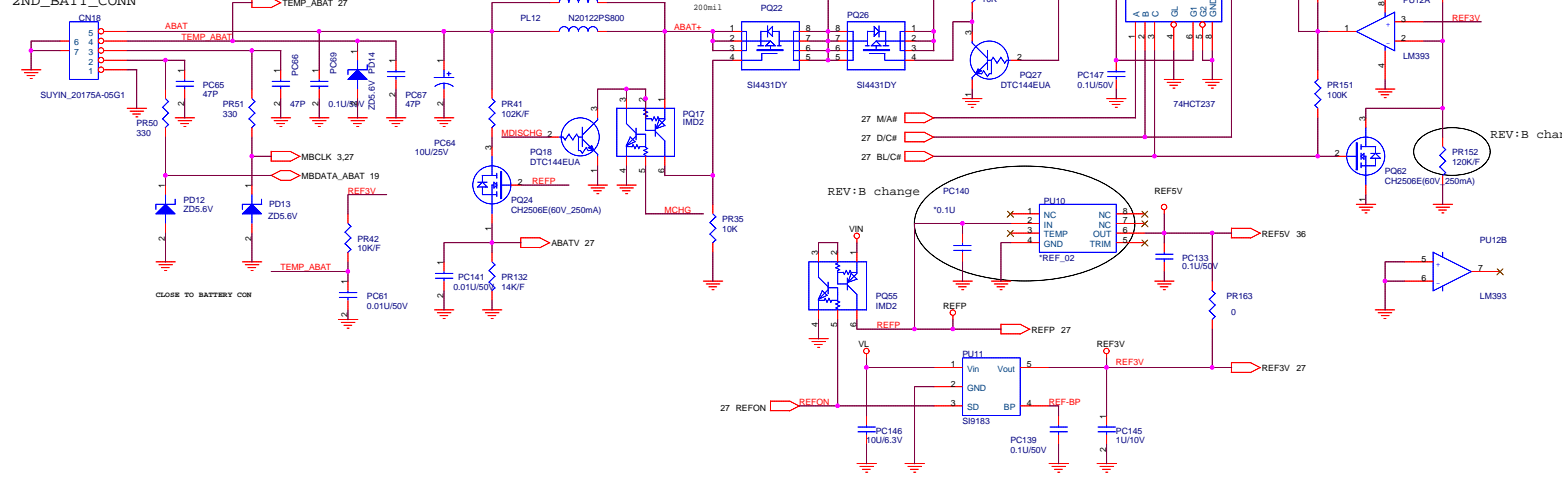 2ND_BATT_CONN
TEMP_ABAT 27
200mil
CN18
ABAT
TEMP_ABAT
6
7
5
4
3
2
1
SUYIN_20175A-05G1
PC65
47P
PC66
47P
PC69
0.1U/50V
PD14
ZD5.6V
PC67
47P
PC64
10U/25V
PR50
330
PR51
330
MBCLK 3,27
MBDATA_ABAT 19
PD12
ZD5.6V
PD13
ZD5.6V
REF3V
PR42
10K/F
TEMP_ABAT
PC61
0.01U/50V
CLOSE TO BATTERY CON
PL12
N20122PS800
ABAT+
PR41
102K/F
MDISCHG
PQ18
DTC144EUA
PQ17
IMD2
PQ24
REFP
CH2506E(60V_250mA)
ABATV 27
PC141
0.01U/50V
PR132
14K/F
MCHG
PR35
10K
PQ22
SI4431DY
PQ26
SI4431DY
PQ27
DTC144EUA
PC147
0.1U/50V
A
B
C
GL
G1
G2
GND
74HCT237
27 M/A#
27 D/C#
27 BL/C#
REF3V
LM393
PR151
100K
PQ62
CH2506E(60V_250mA)
PR152
120K/F
REV:B change
PC140
*0.1U
PU10
NC
IN
TEMP
GND
NC
NC
OUT
TRIM
*REF_02
REF5V
REF5V 36
PC133
0.1U/50V
PR163
0
PU12B
LM393
VIN
PQ55
IMD2
REFP
REFP
REFP 27
VL
PU11
Vin
GND
SD
Vout
BP
SI9183
REF3V
REF3V
REF3V 27
27 REFON
REFON
REF-BP
PC146
10U/6.3V
PC139
0.1U/50V
PC145
1U/10V